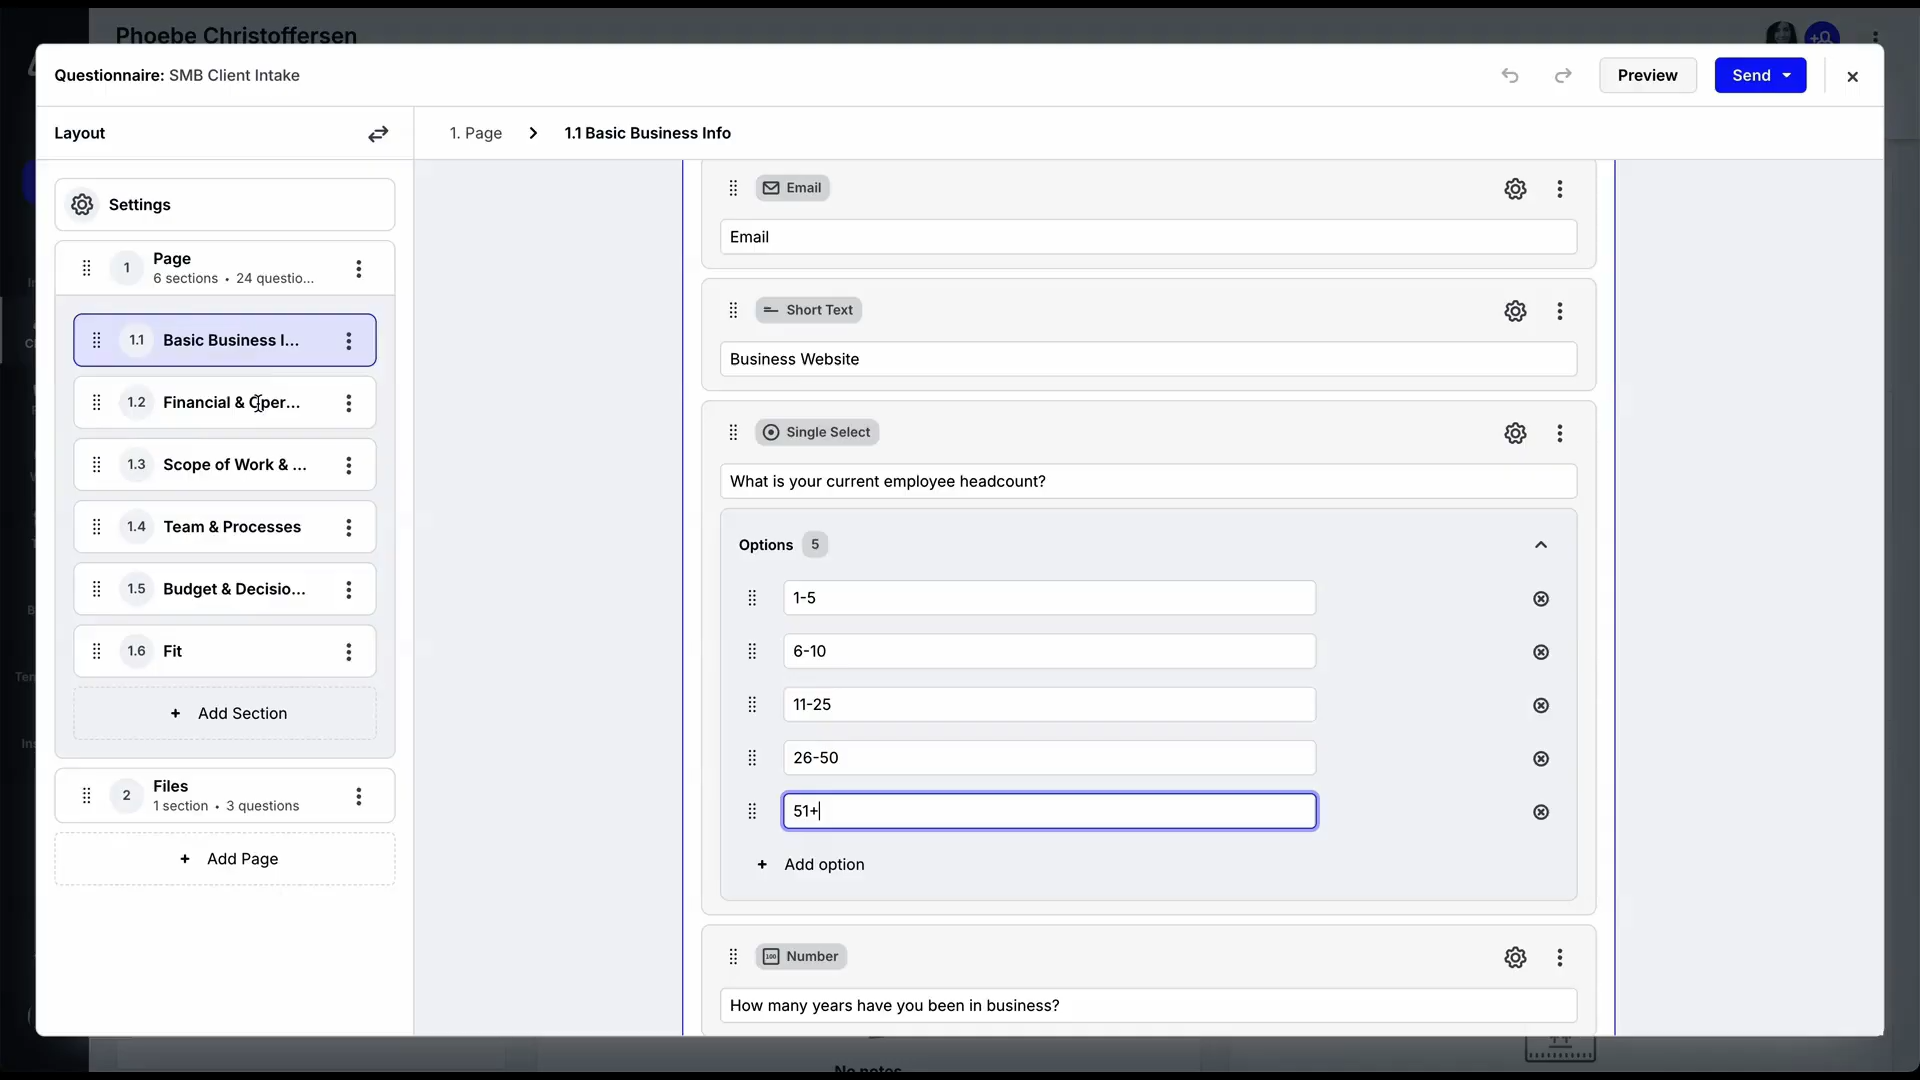 Phoebe Christoffersen
Questionnaire: SMB Client Intake
Preview
Send
Layout
1. Page
1.1 Basic Business Info
Settings
1
Page
6 sections • 24 questio...
1.1
Basic Business I...
1.2
Financial & Oper...
1.3
Scope of Work & ...
1.4
Team & Processes
1.5
Budget & Decisio...
1.6
Fit
+ Add Section
2
Files
1 section • 3 questions
+ Add Page
Email
Email
Short Text
Business Website
Single Select
What is your current employee headcount?
Options 5
1-5
6-10
11-25
26-50
51+
+ Add option
100 Number
How many years have you been in business?
No notes